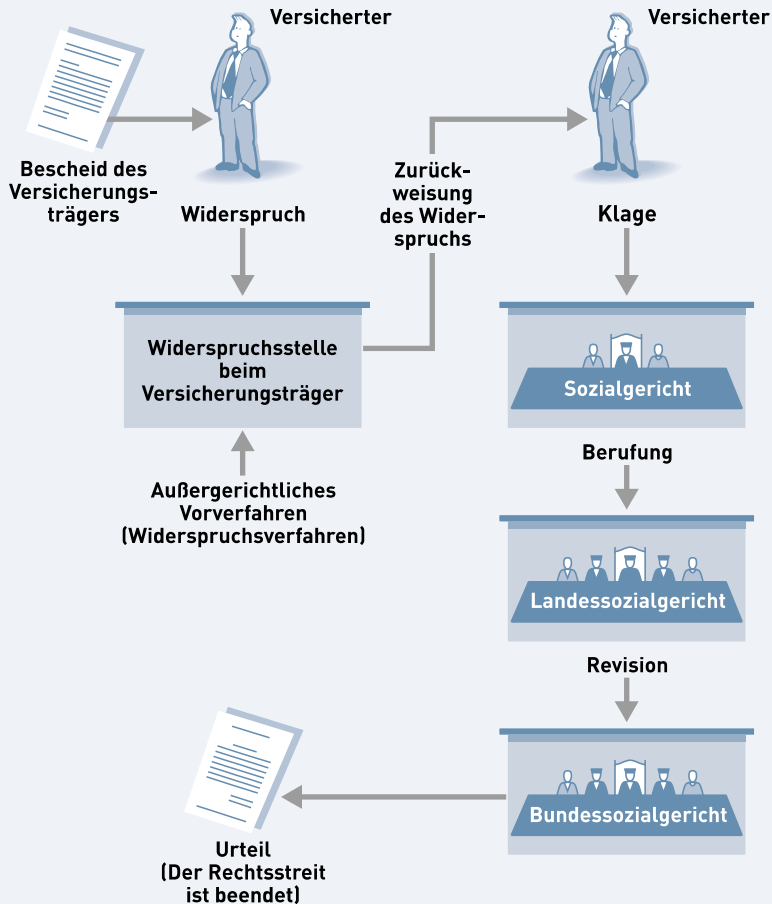 Versicherter
Bescheid des
Versicherungs-
trägers
Widerspruch
Widerspruchsstelle
beim
Versicherungsträger
Außergerichtliches
Vorverfahren
(Widerspruchsverfahren)
Zurück-
weisung
des Wider-
spruchs
Versicherter
Klage
Sozialgericht
Berufung
Landessozialgericht
Revision
Bundessozialgericht
Urteil
(Der Rechtsstreit
ist beendet)